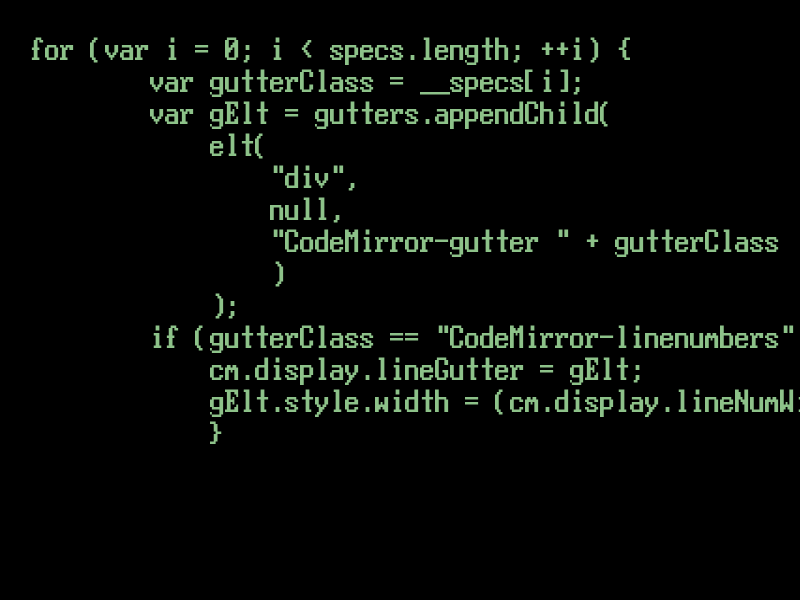 for (var i = 0; i < specs.length; ++i) {
var gutterClass = __specs[i];
var gElt = gutters.appendChild(
elt(
"div",
null,
"CodeMirror-gutter " + gutterClass
)
);
if (gutterClass == "CodeMirror-linenumbers"
cm.display.lineGutter = gElt;
gElt.style.width = (cm.display.lineNumWi
}